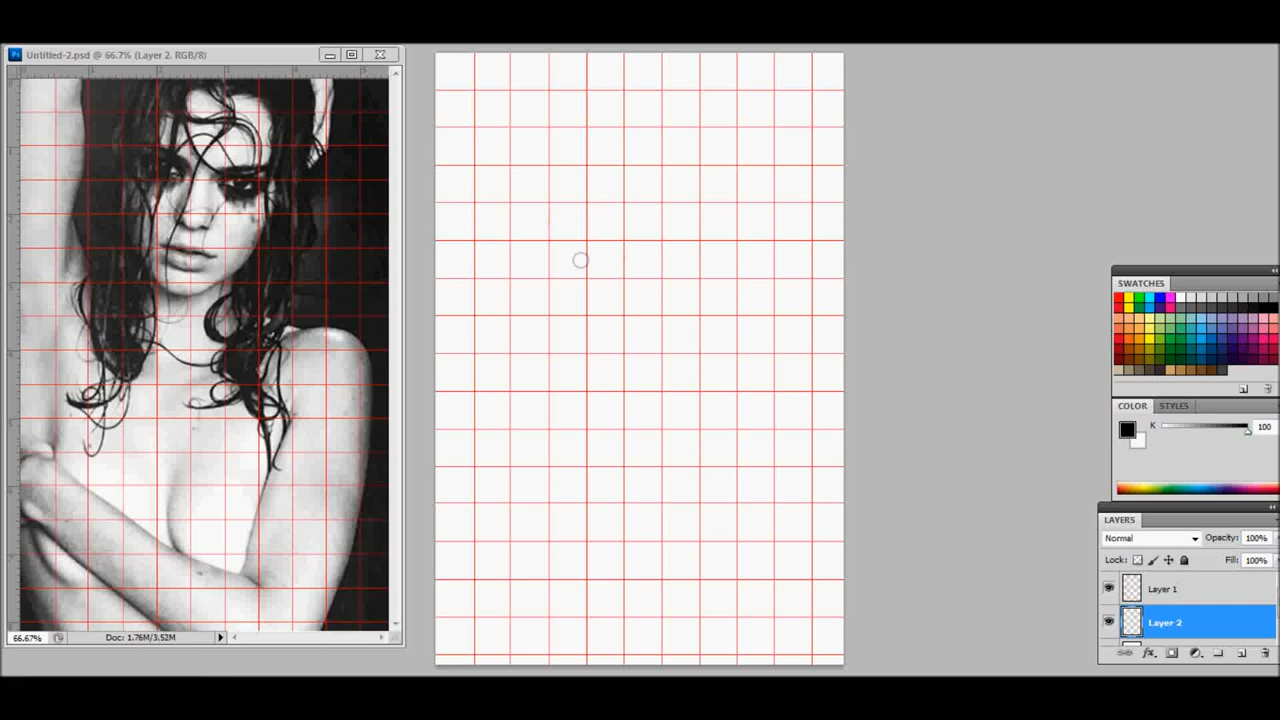 Untitled-2.psd @ 66.7% (Layer 2, RGB/8)
66.67%
Doc: 1.76M/3.52M
SWATCHES
COLOR STYLES
K 100
LAYERS
Normal Opacity: 100%
Lock: Fill: 100%
Layer 1
Layer 2